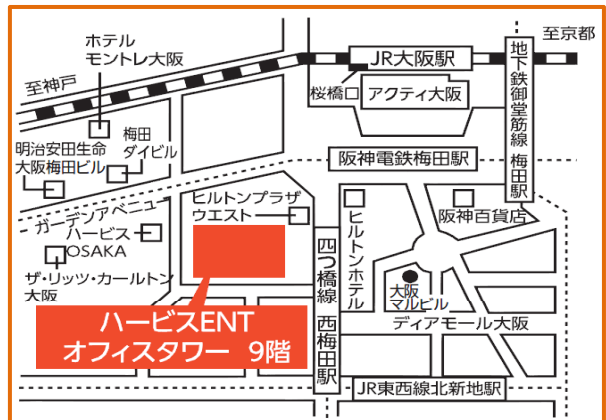 ホテル
モントレ大阪
至神戸
JR大阪駅
至京都
桜橋口
アクティ大阪
地下鉄御堂筋線 梅田駅
明治安田生命
大阪梅田ビル
梅田
ダイビル
阪神電鉄梅田駅
ガーデンアベニュー
ハービス
OSAKA
ヒルトンプラザ
ウエスト
ヒルトンホテル
阪神百貨店
ザ・リッツ・カールトン
大阪
四つ橋線 西梅田駅
大阪
マルビル
ディアモール大阪
ハービスENT
オフィスタワー 9階
JR東西線北新地駅